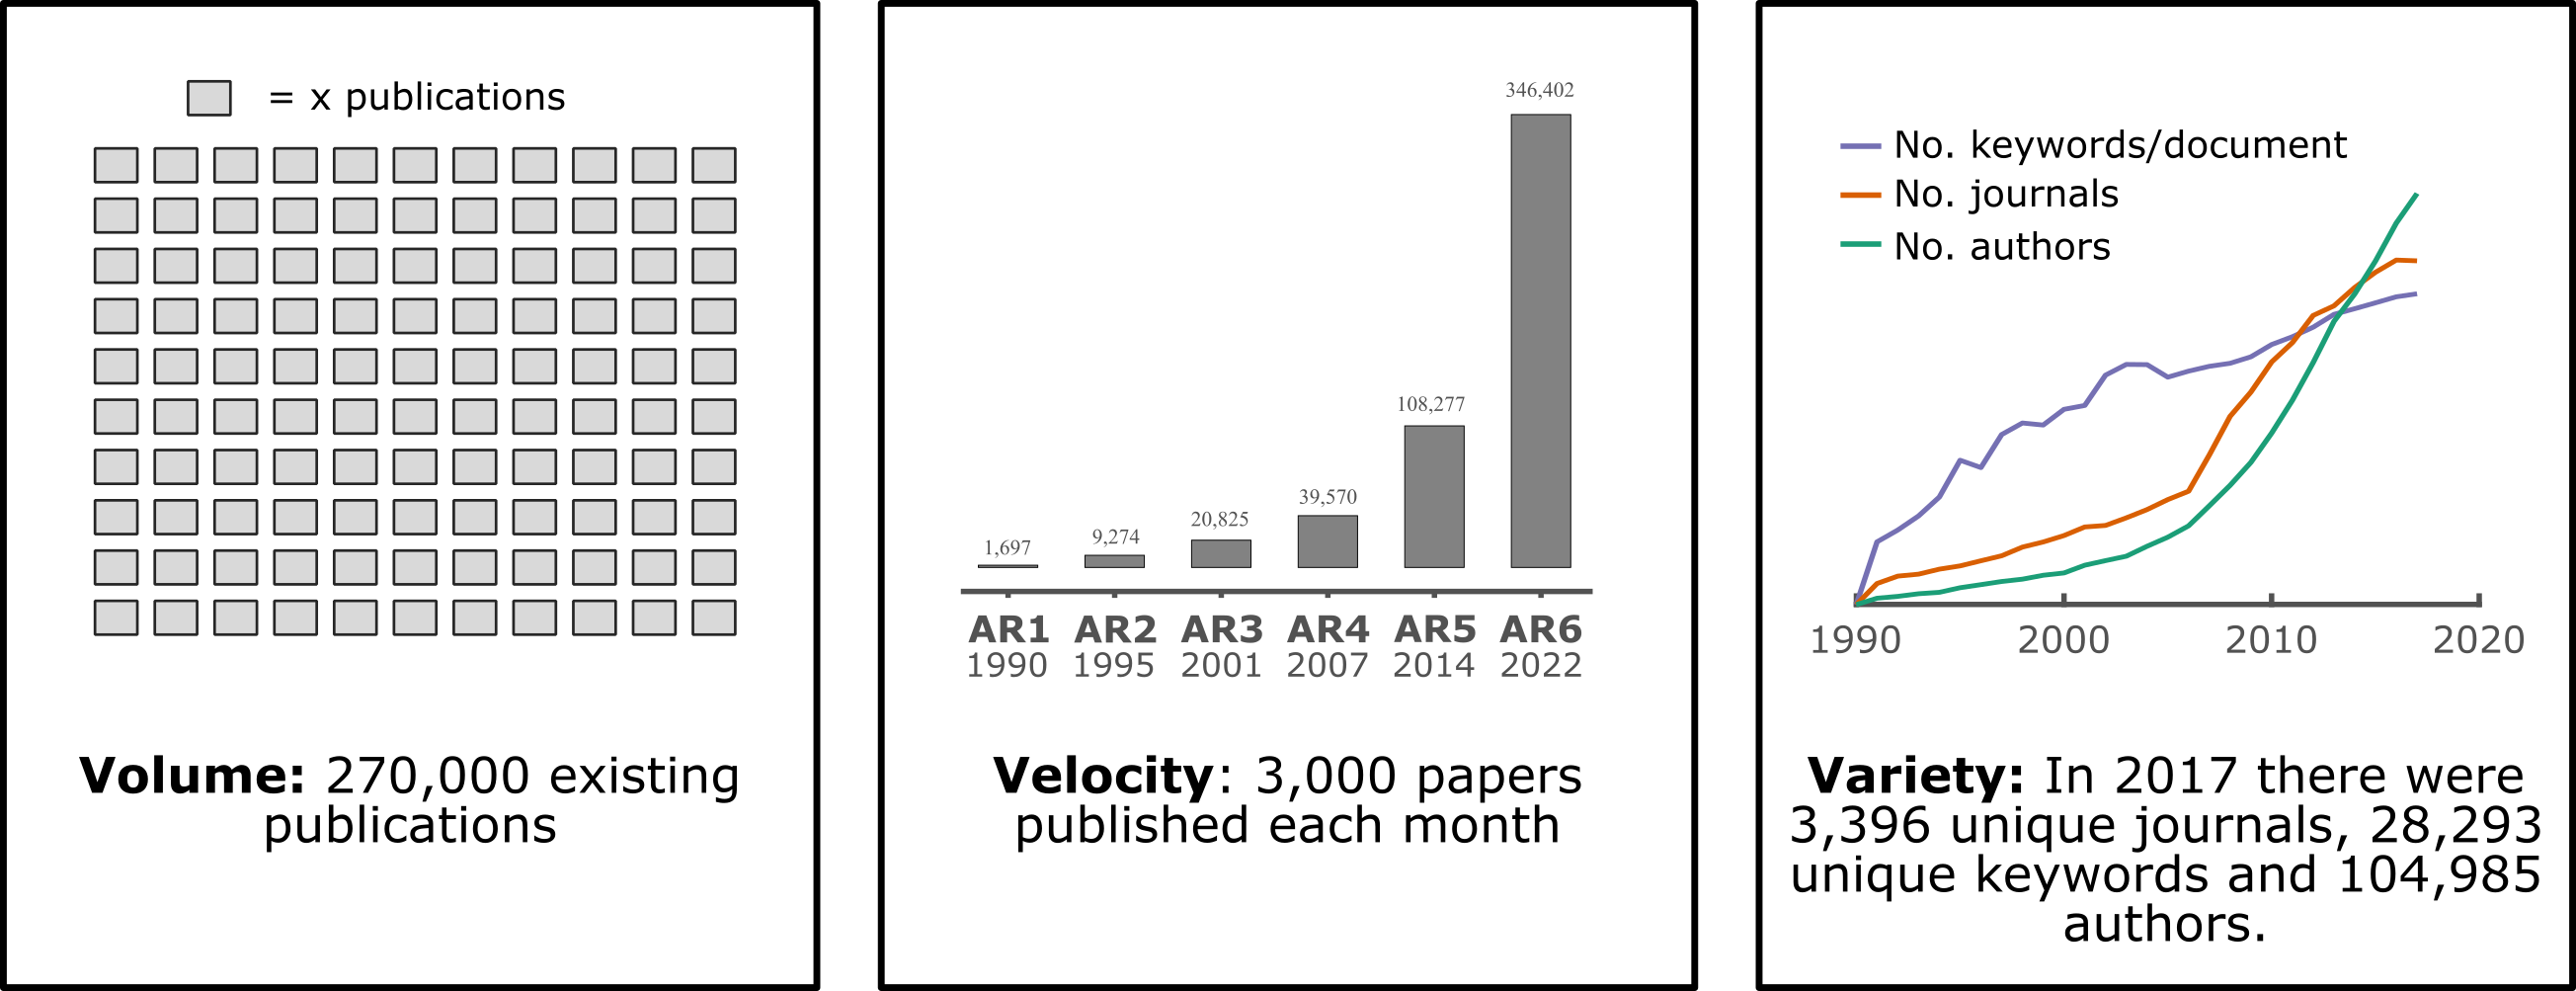 = x publications
Volume: 270,000 existing
publications
346,402
108,277
39,570
20,825
9,274
1,697
AR1 AR2 AR3 AR4 AR5 AR6
1990 1995 2001 2007 2014 2022
Velocity: 3,000 papers
published each month
No. keywords/document
No. journals
No. authors
1990 2000 2010 2020
Variety: In 2017 there were
3,396 unique journals, 28,293
unique keywords and 104,985
authors.